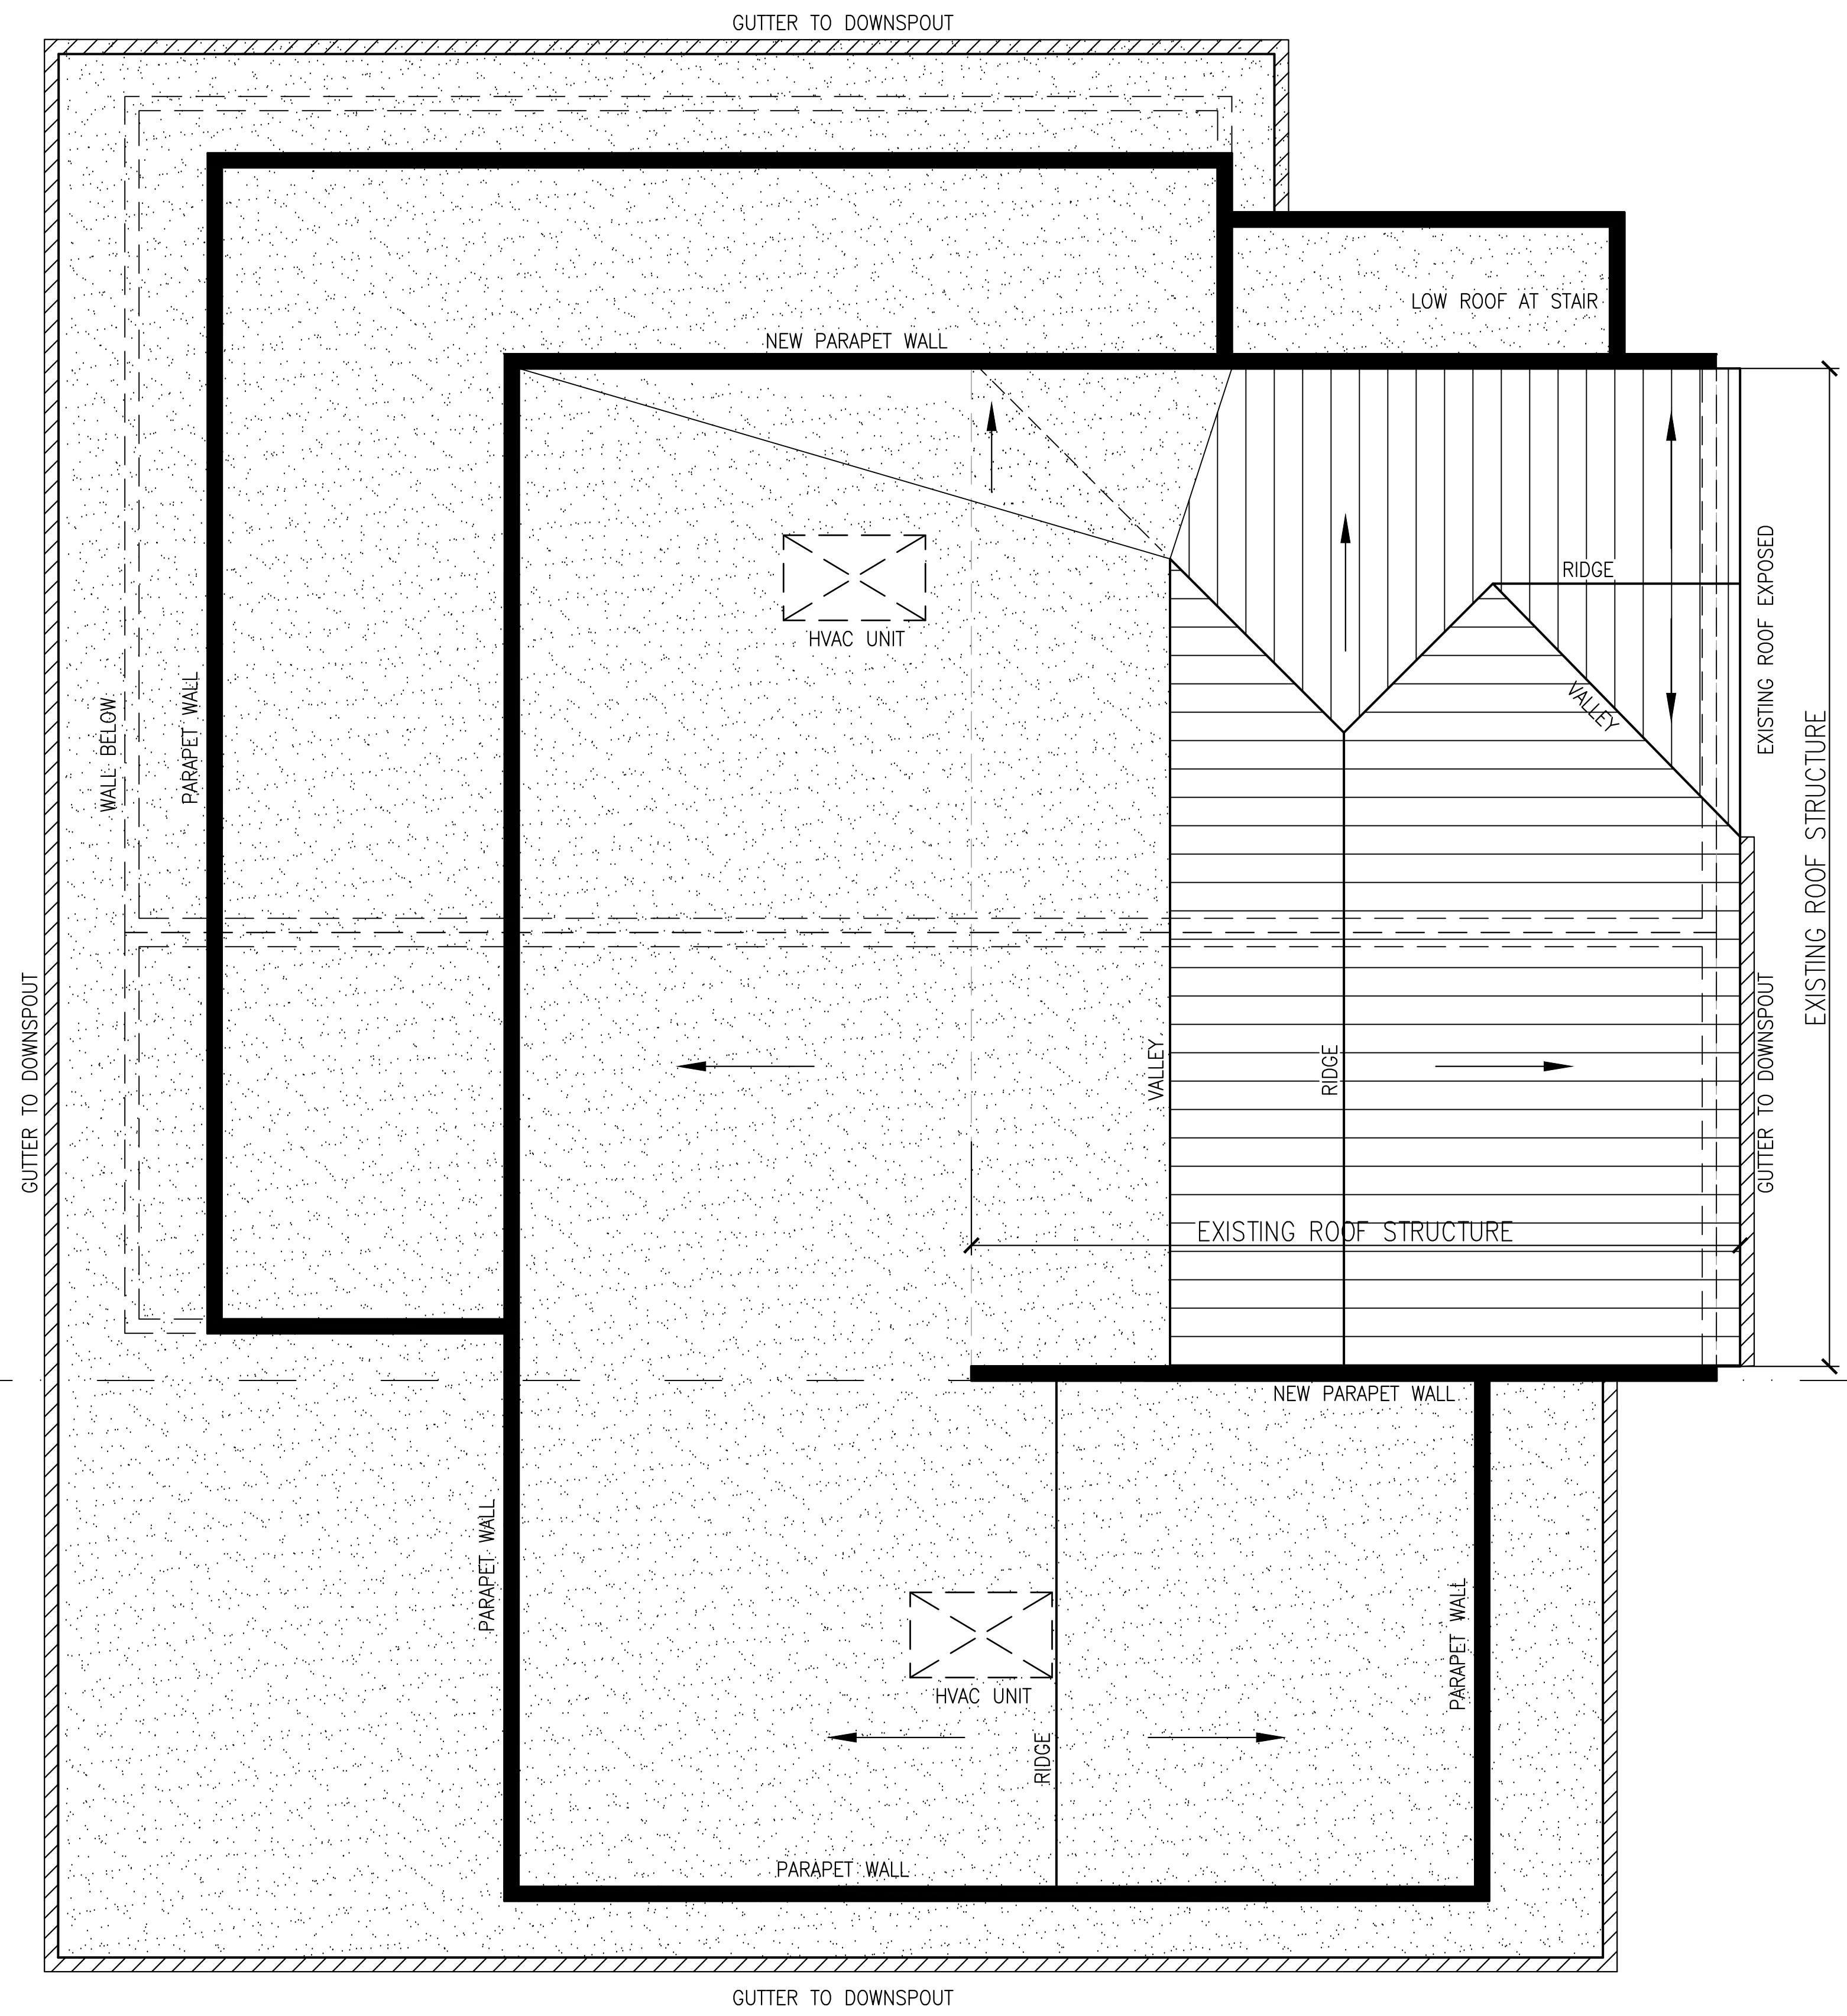 GUTTER TO DOWNSPOUT
LOW ROOF AT STAIR
NEW PARAPET WALL
RIDGE
EXISTING ROOF EXPOSED
HVAC UNIT
VALLEY
PARAPET WALL
WALL BELOW
EXISTING ROOF STRUCTURE
GUTTER TO DOWNSPOUT
VALLEY
RIDGE
GUTTER TO DOWNSPOUT
EXISTING ROOF STRUCTURE
NEW PARAPET WALL
PARAPET WALL
PARAPET WALL
HVAC UNIT
RIDGE
PARAPET WALL
GUTTER TO DOWNSPOUT